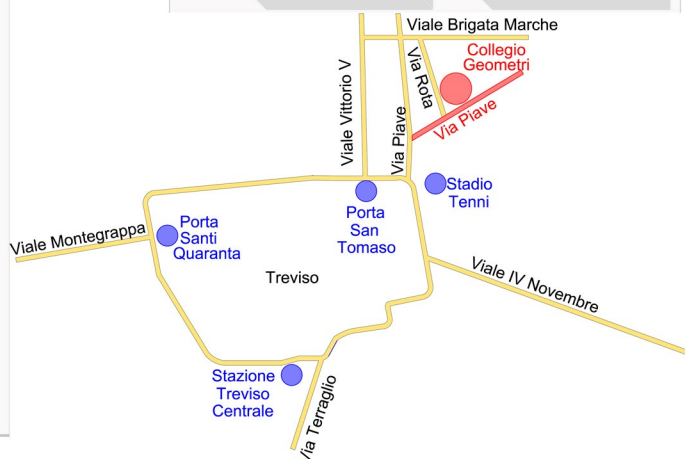 Viale Brigata Marche
Collegio
Geometri
Via Rota
Viale Vittorio V
Via Piave
Via Piave
Stadio
Tenni
Porta
San
Tomaso
Porta
Santi
Quaranta
Viale Montegrappa
Treviso
Viale IV Novembre
Stazione
Treviso
Centrale
Via Terraglio